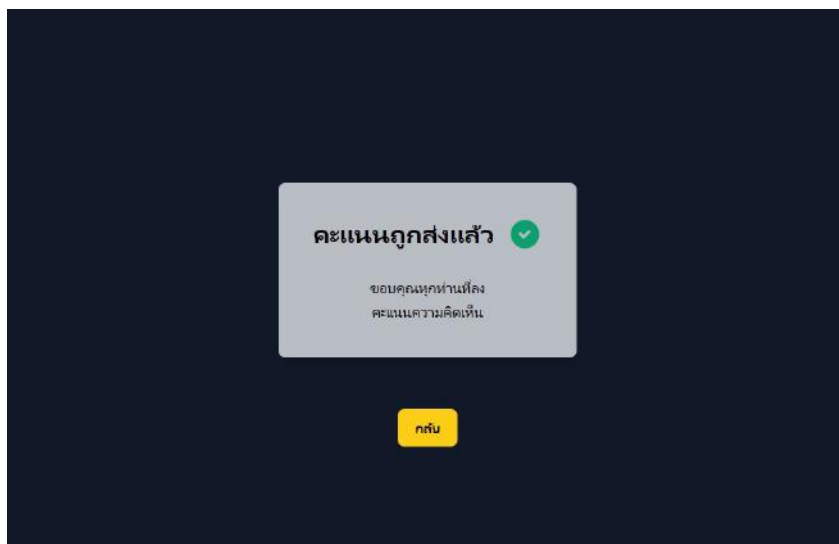 คะแนนถูกส่งแล้ว
ขอบคุณทุกท่านที่ลง
คะแนนความคิดเห็น
กลับ